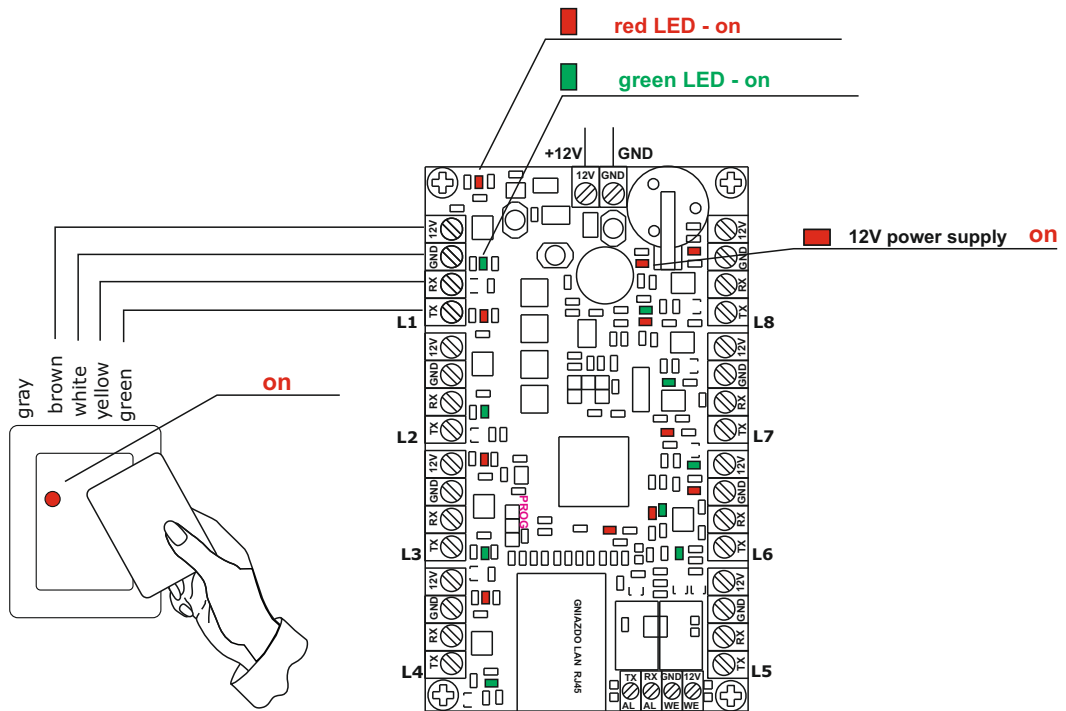 red LED - on
green LED - on
+12V GND
12V GND
12V power supply on
12V
GND
RX
TX
L1
12V
GND
RX
TX
L2
12V
GND
RX
TX
L3
12V
GND
RX
TX
L4
12V
GND
RX
TX
L8
12V
GND
RX
TX
L7
12V
GND
RX
TX
L6
12V
GND
RX
TX
L5
gray
brown
white
yellow
green
on
PROG
GNIAZDO LAN RJ45
TX RX GND 12V
AL AL WE WE